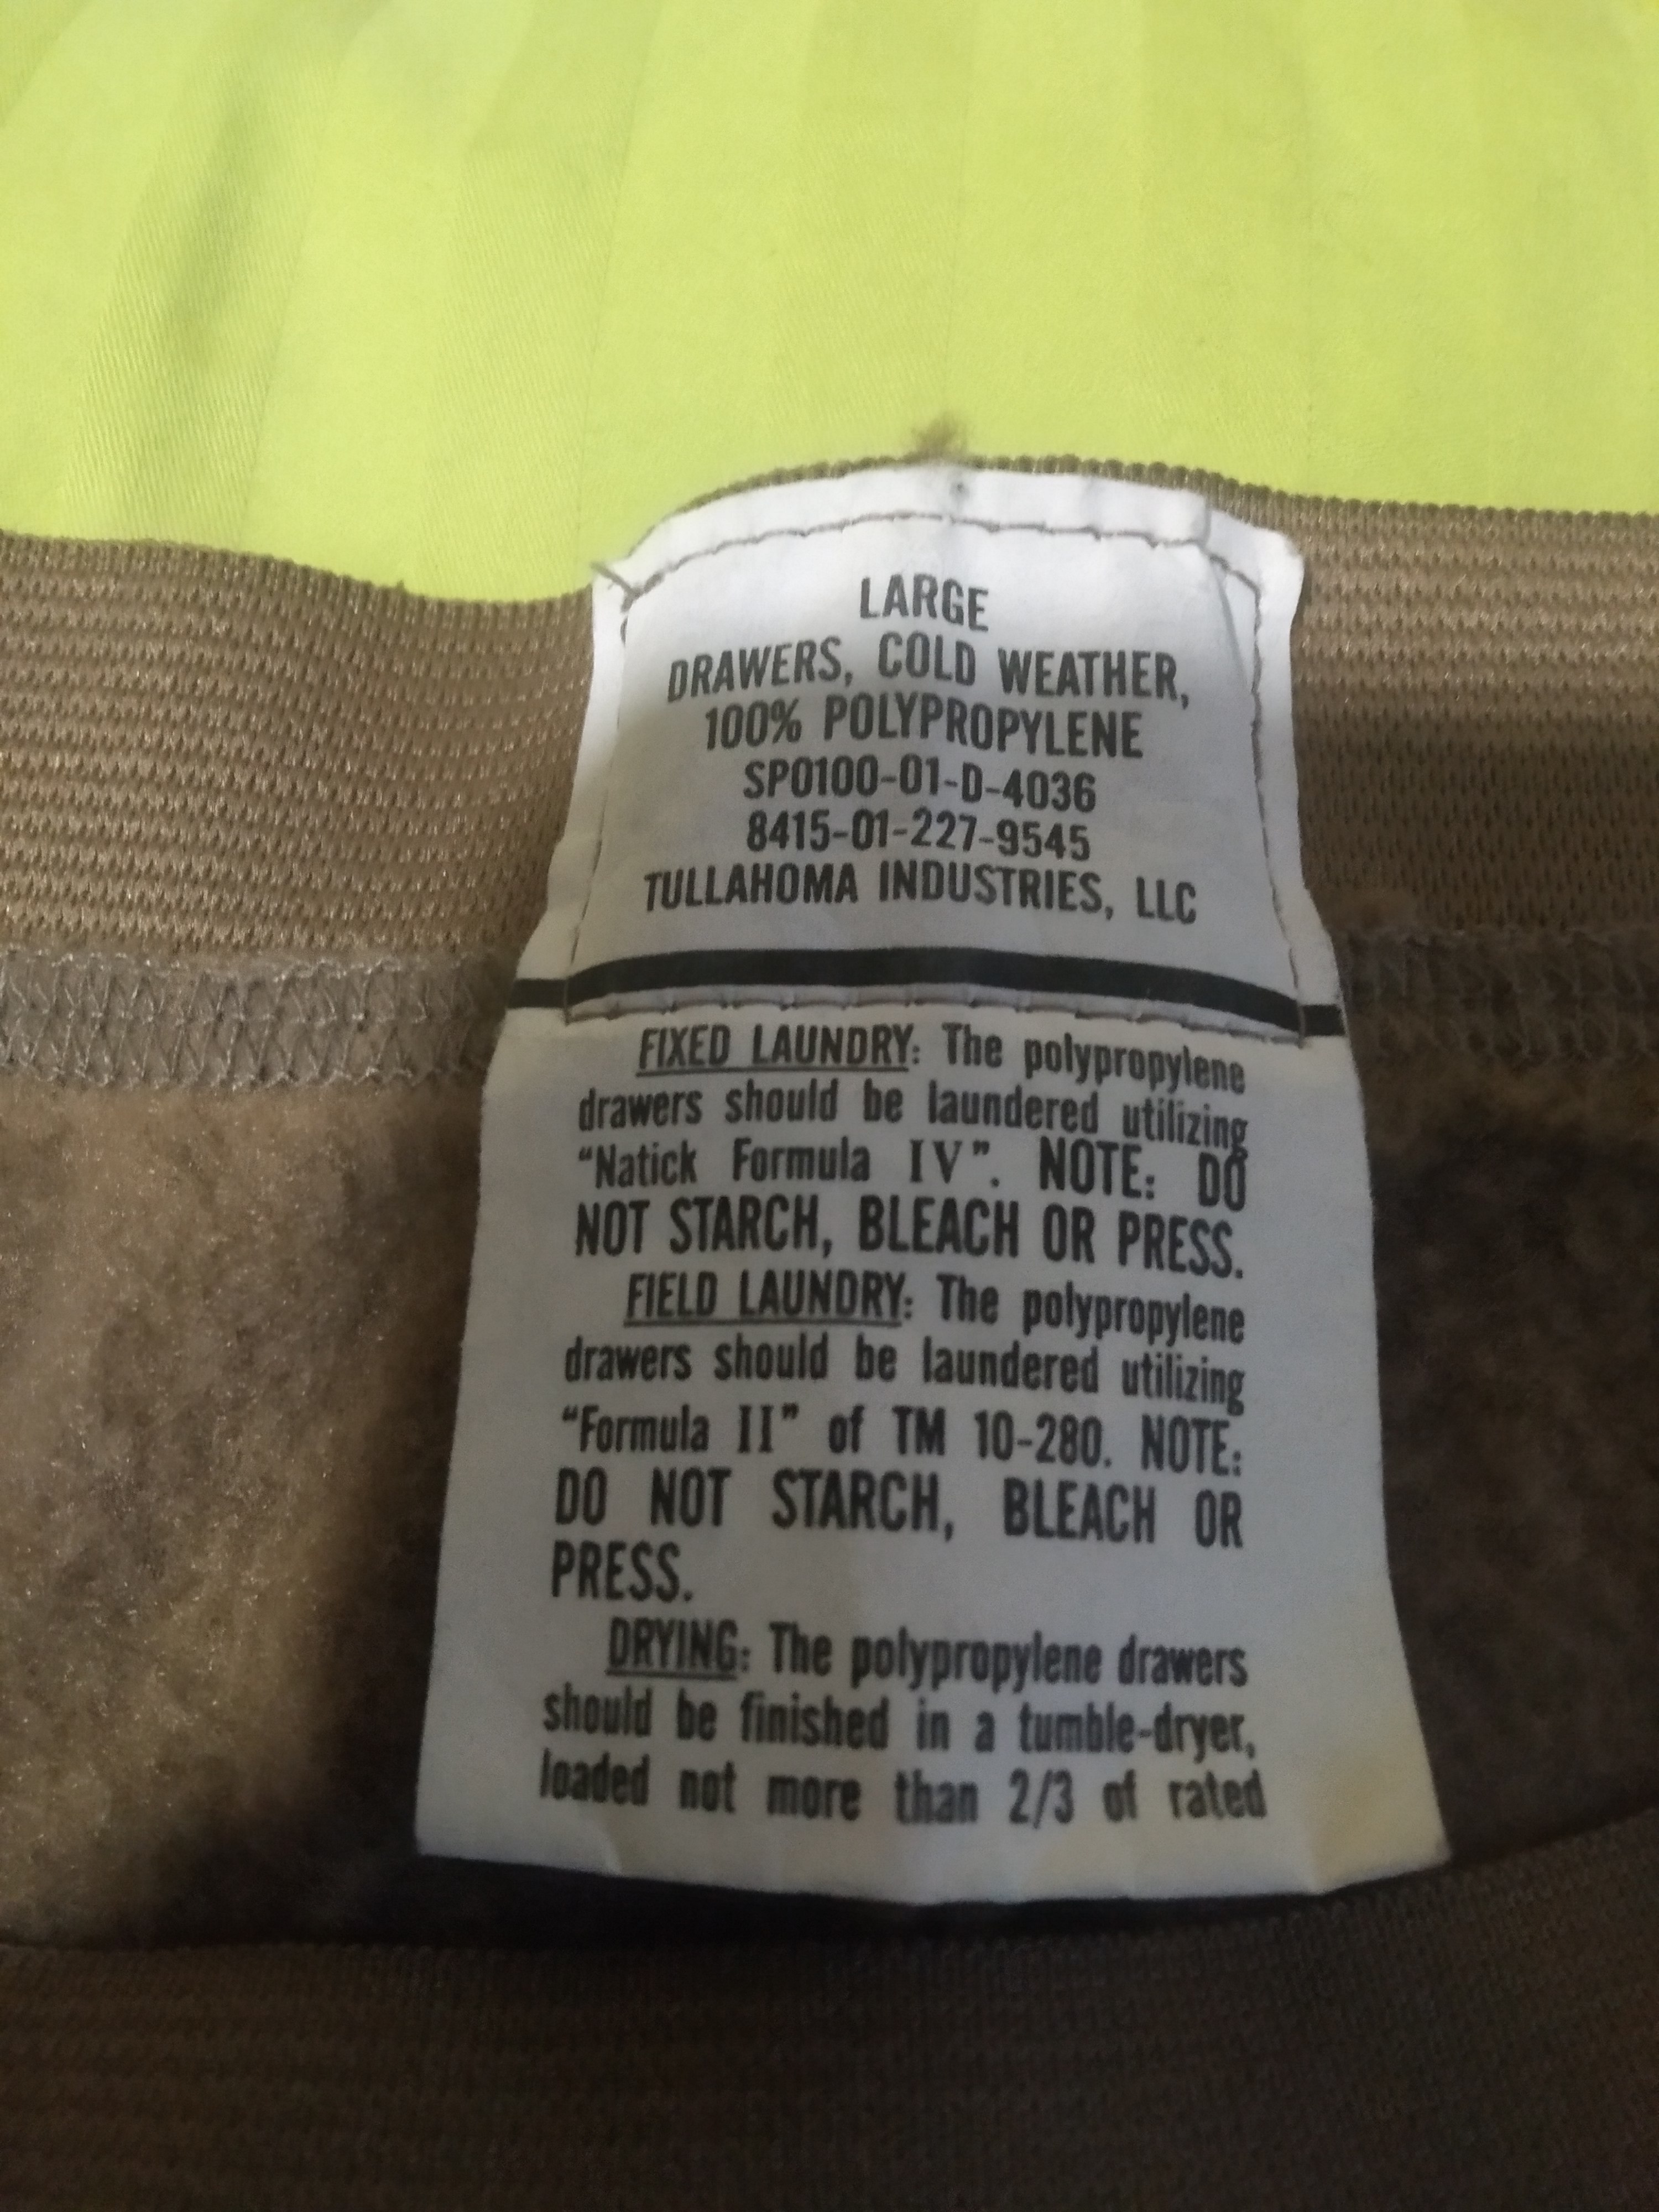 LARGE
DRAWERS, COLD WEATHER,
100% POLYPROPYLENE
SPO100-01-D-4036
8415-01-227-9545
TULLAHOMA INDUSTRIES, LLC
FIXED LAUNDRY: The polypropylene
drawers should be laundered utilizing
“Natick Formula IV”. NOTE: DO
NOT STARCH, BLEACH OR PRESS.
FIELD LAUNDRY: The polypropylene
drawers should be laundered utilizing
“Formula II” of TM 10-280. NOTE:
DO NOT STARCH, BLEACH OR
PRESS.
DRYING: The polypropylene drawers
should be finished in a tumble-dryer,
loaded not more than 2/3 of rated